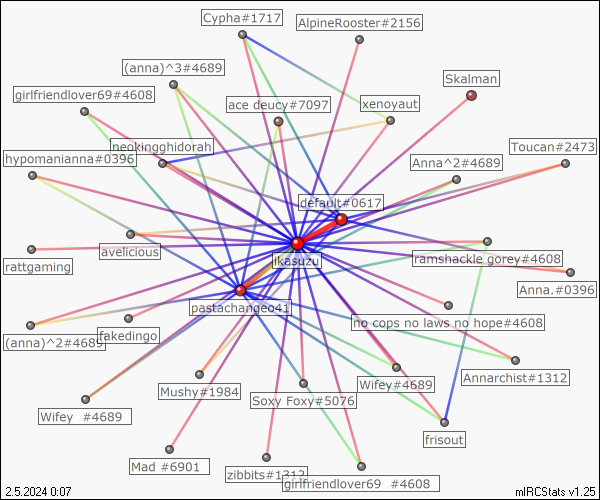 Cypha#1717
AlpineRooster#2156
(anna)^3#4689
Skalman
girlfriendlover69#4608
ace deucy#7097
xenoyaut
neokingghidorah
Toucan#2473
hypomanianna#0396
Anna^2#4689
default#0617
avelicious
ikasuzu
ramshackle gorey#4608
rattgaming
Anna.#0396
pastachangeo41
no cops no laws no hope#4608
fakedingo
(anna)^2#4689
Annarchist#1312
Wifey#4689
Mushy#1984
Soxy Foxy#5076
Wifey #4689
frisout
Mad #6901
zibbits#1312
girlfriendlover69 #4608
2.5.2024 0:07
mIRCStats v1.25